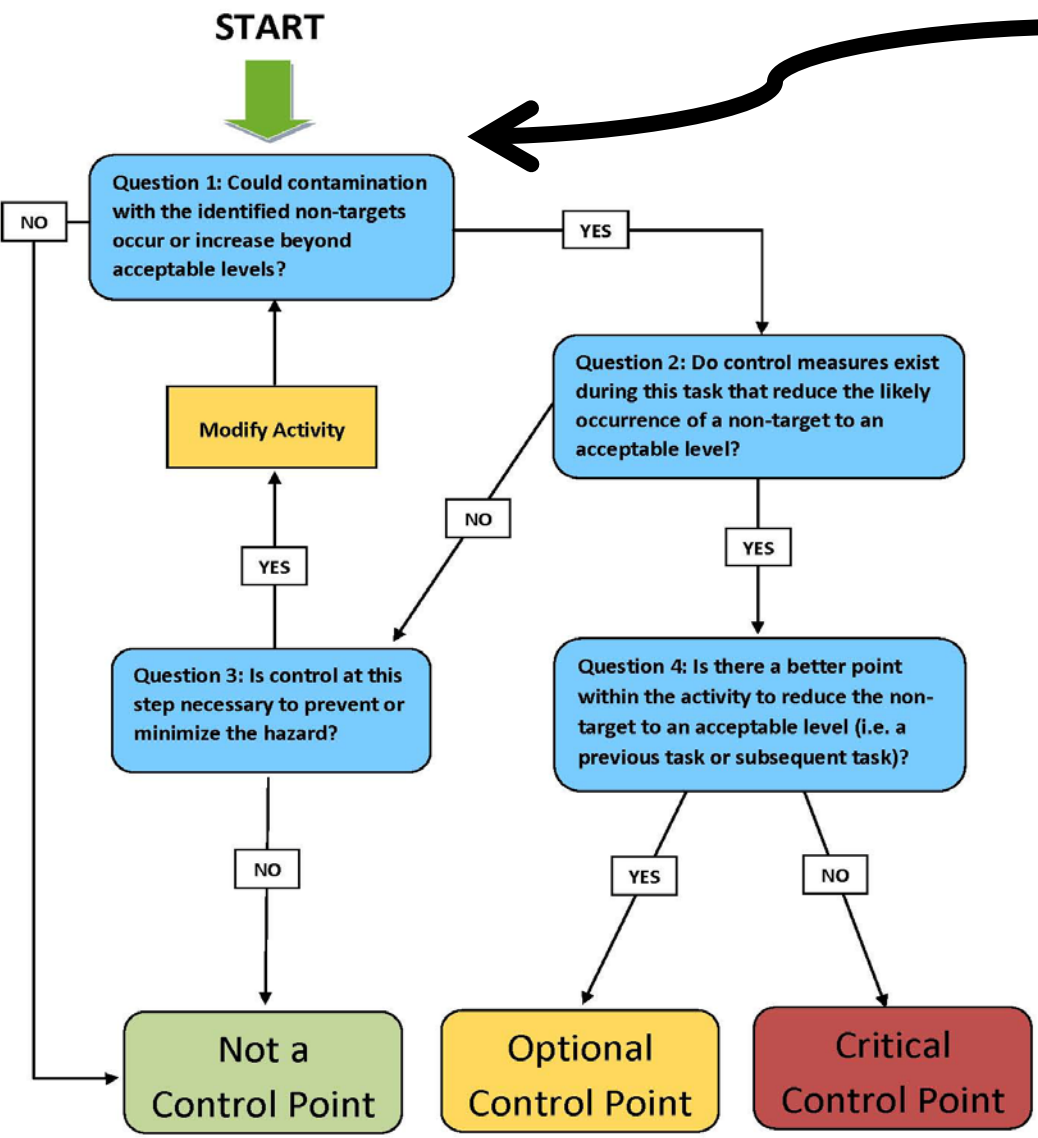 START
Question 1: Could contamination
with the identified non-targets
occur or increase beyond
acceptable levels?
NO
YES
Question 2: Do control measures exist
during this task that reduce the likely
occurrence of a non-target to an
acceptable level?
Modify Activity
NO
YES
YES
Question 3: Is control at this
step necessary to prevent or
minimize the hazard?
Question 4: Is there a better point
within the activity to reduce the non-
target to an acceptable level (i.e. a
previous task or subsequent task)?
NO
YES
NO
Not a
Control Point
Optional
Control Point
Critical
Control Point